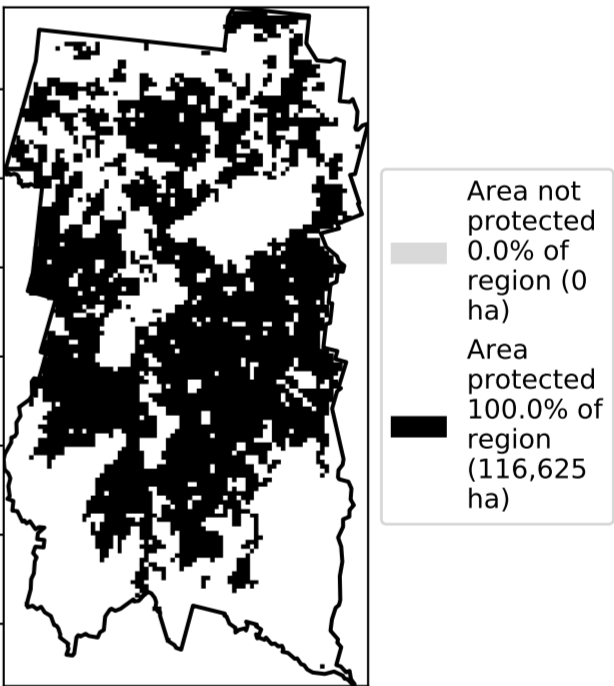 Area not
protected
0.0% of
region (0
ha)
Area
protected
100.0% of
region
(116,625
ha)